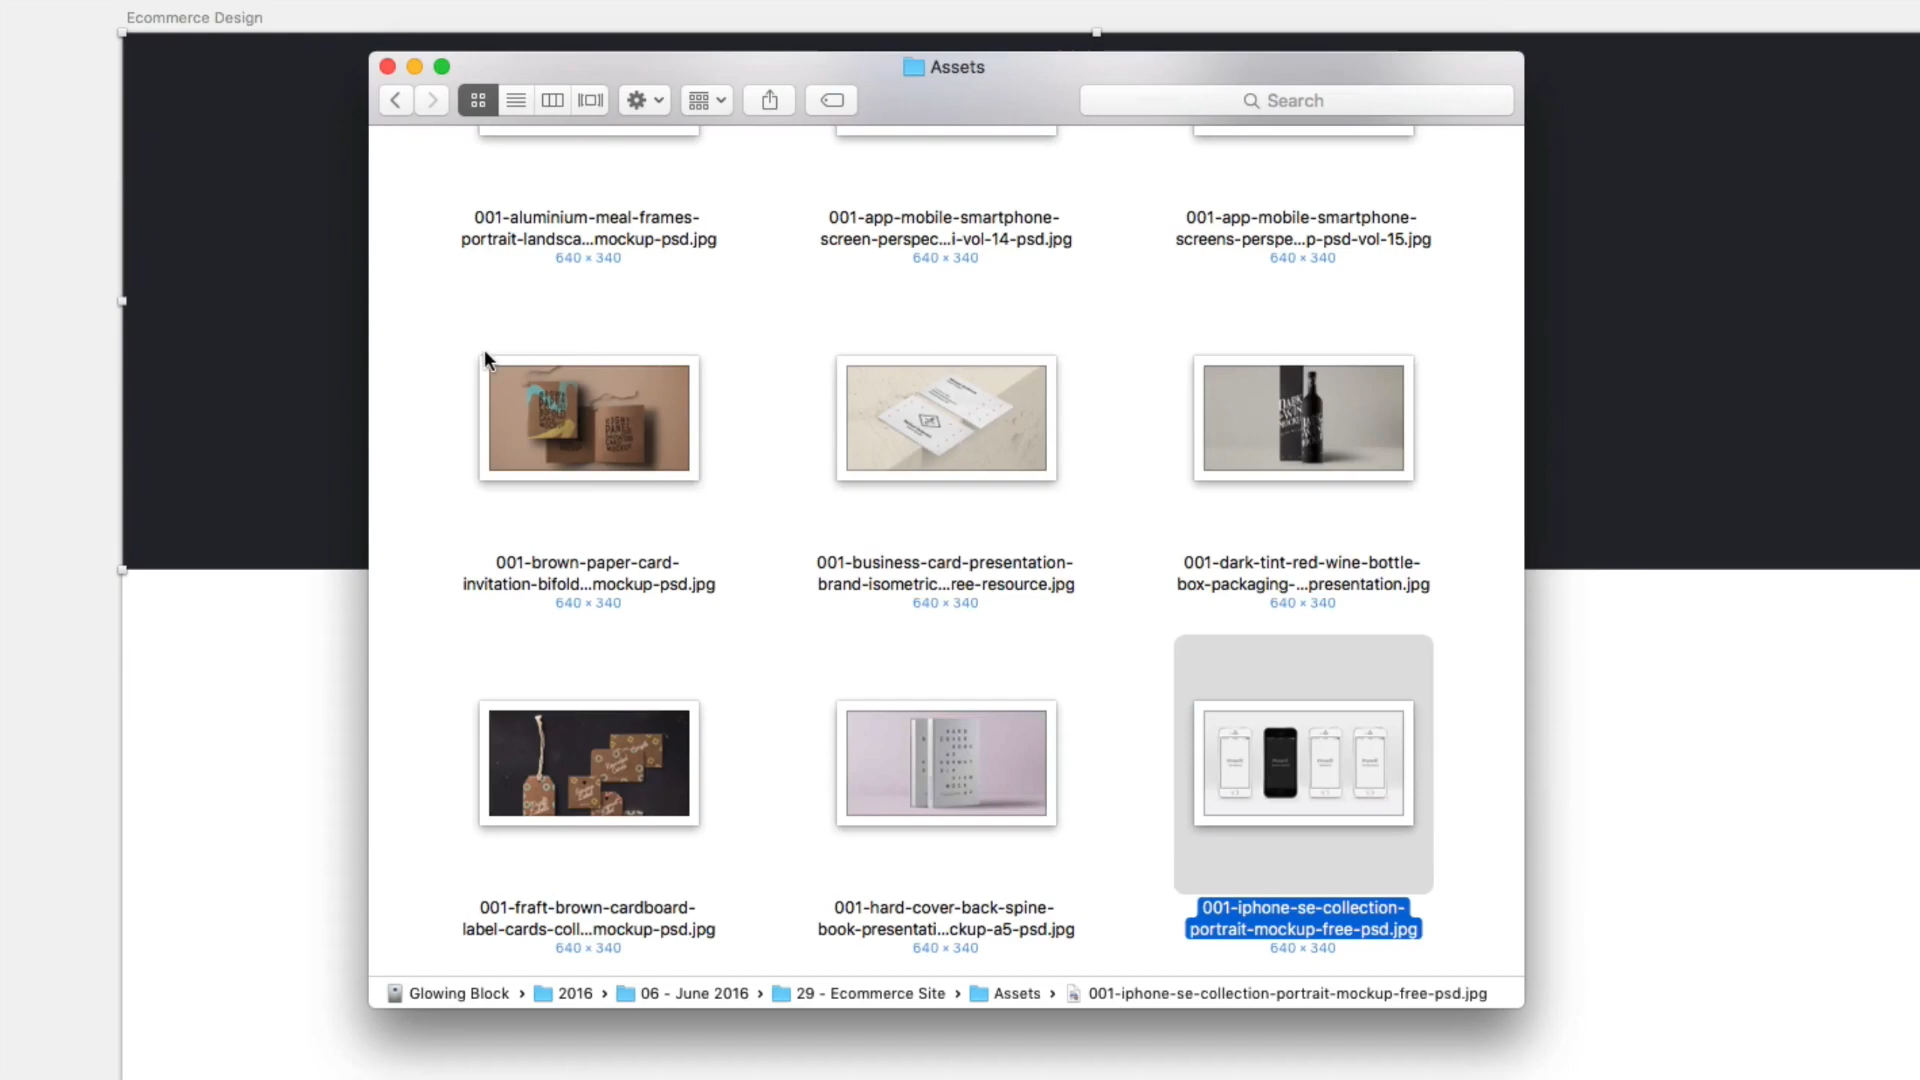 Ecommerce Design
Assets
Search
001-aluminium-meal-frames-
portrait-landsca...mockup-psd.jpg
640 × 340
001-app-mobile-smartphone-
screen-perspec...i-vol-14-psd.jpg
640 × 340
001-app-mobile-smartphone-
screens-perspe...p-psd-vol-15.jpg
640 × 340
001-brown-paper-card-
invitation-bifold...mockup-psd.jpg
640 × 340
001-business-card-presentation-
brand-isometric...ree-resource.jpg
640 × 340
001-dark-tint-red-wine-bottle-
box-packaging-...presentation.jpg
640 × 340
001-fraft-brown-cardboard-
label-cards-coll...mockup-psd.jpg
640 × 340
001-hard-cover-back-spine-
book-presentati...ckup-a5-psd.jpg
640 × 340
001-iphone-se-collection-
portrait-mockup-free-psd.jpg
640 × 340
Glowing Block › 2016 › 06 - June 2016 › 29 - Ecommerce Site › Assets › 001-iphone-se-collection-portrait-mockup-free-psd.jpg